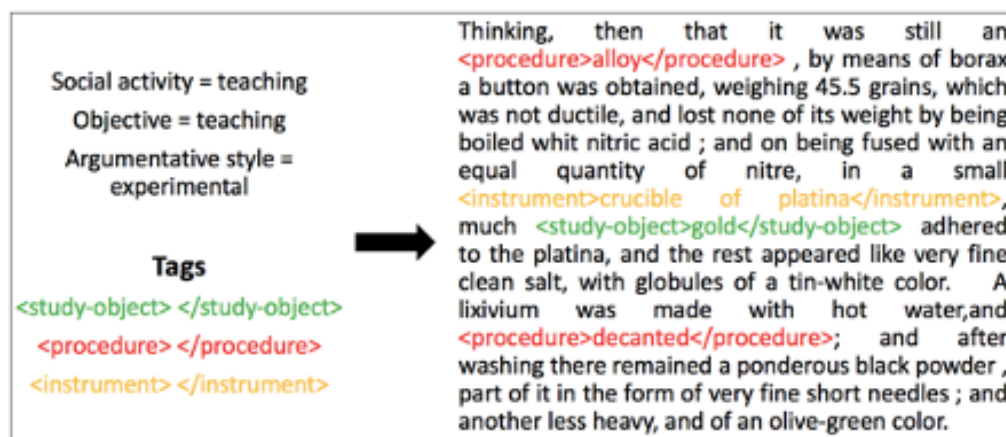 Social activity = teaching
Objective = teaching
Argumentative style =
experimental
Tags
<study-object> </study-object>
<procedure> </procedure>
<instrument> </instrument>
Thinking, then that it was still an
<procedure>alloy</procedure> , by means of borax
a button was obtained, weighing 45.5 grains, which
was not ductile, and lost none of its weight by being
boiled whit nitric acid ; and on being fused with an
equal quantity of nitre, in a small
<instrument>crucible of platina</instrument>,
much <study-object>gold</study-object> adhered
to the platina, and the rest appeared like very fine
clean salt, with globules of a tin-white color. A
lixivium was made with hot water,and
<procedure>decanted</procedure>; and after
washing there remained a ponderous black powder ,
part of it in the form of very fine short needles ; and
another less heavy, and of an olive-green color.